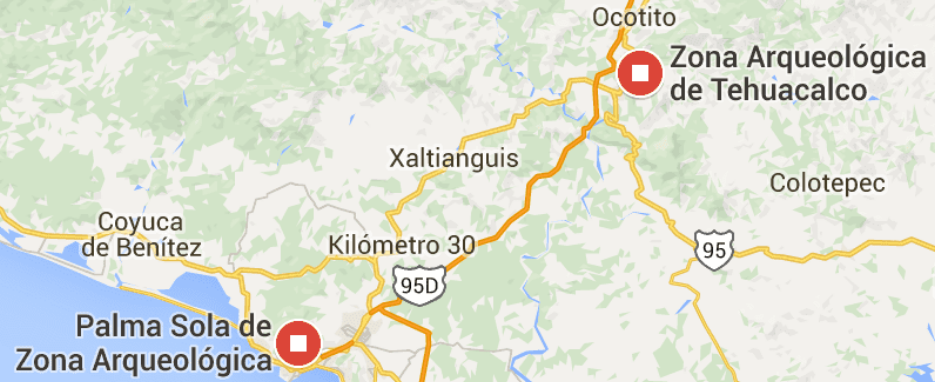 Ocotito
Zona Arqueológica
de Tehuacalco
Xaltianguis
Colotepec
Coyuca
de Benítez
Kilómetro 30
95
95D
Palma Sola de
Zona Arqueológica